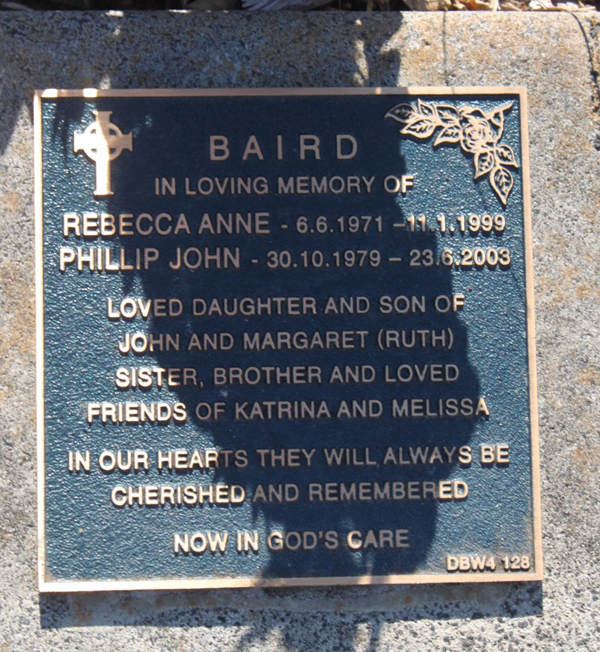 BAIRD
IN LOVING MEMORY OF
REBECCA ANNE - 6.6.1971 – 11.1.1999
PHILLIP JOHN - 30.10.1979 – 23.6.2003
LOVED DAUGHTER AND SON OF
JOHN AND MARGARET (RUTH)
SISTER, BROTHER AND LOVED
FRIENDS OF KATRINA AND MELISSA
IN OUR HEARTS THEY WILL ALWAYS BE
CHERISHED AND REMEMBERED
NOW IN GOD'S CARE
DBW4 128